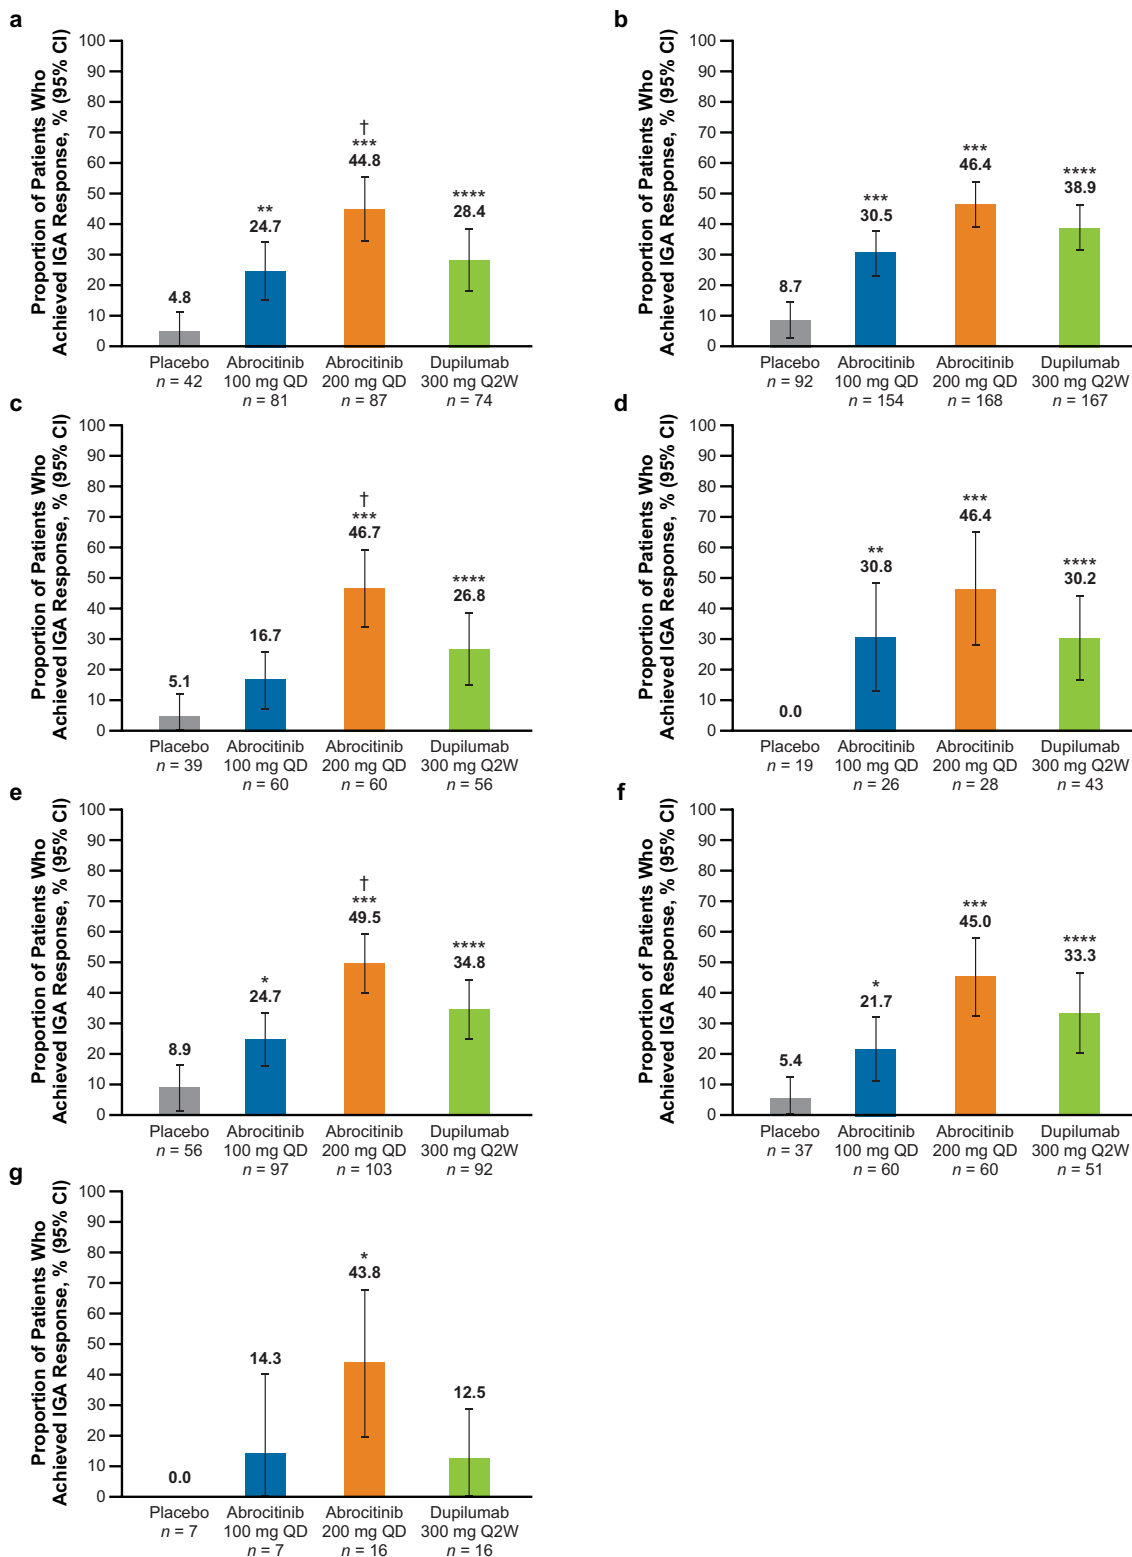 a
Proportion of Patients Who
Achieved IGA Response, % (95% CI)
100
90
80
70
60
50
40
30
20
10
0
4.8
**
24.7
†
***
44.8
****
28.4
Placebo
n = 42
Abrocitinib
100 mg QD
n = 81
Abrocitinib
200 mg QD
n = 87
Dupilumab
300 mg Q2W
n = 74
b
Proportion of Patients Who
Achieved IGA Response, % (95% CI)
100
90
80
70
60
50
40
30
20
10
0
8.7
***
30.5
***
46.4
****
38.9
Placebo
n = 92
Abrocitinib
100 mg QD
n = 154
Abrocitinib
200 mg QD
n = 168
Dupilumab
300 mg Q2W
n = 167
c
Proportion of Patients Who
Achieved IGA Response, % (95% CI)
100
90
80
70
60
50
40
30
20
10
0
5.1
16.7
†
***
46.7
****
26.8
Placebo
n = 39
Abrocitinib
100 mg QD
n = 60
Abrocitinib
200 mg QD
n = 60
Dupilumab
300 mg Q2W
n = 56
d
Proportion of Patients Who
Achieved IGA Response, % (95% CI)
100
90
80
70
60
50
40
30
20
10
0
0.0
**
30.8
***
46.4
****
30.2
Placebo
n = 19
Abrocitinib
100 mg QD
n = 26
Abrocitinib
200 mg QD
n = 28
Dupilumab
300 mg Q2W
n = 43
e
Proportion of Patients Who
Achieved IGA Response, % (95% CI)
100
90
80
70
60
50
40
30
20
10
0
8.9
*
24.7
†
***
49.5
****
34.8
Placebo
n = 56
Abrocitinib
100 mg QD
n = 97
Abrocitinib
200 mg QD
n = 103
Dupilumab
300 mg Q2W
n = 92
f
Proportion of Patients Who
Achieved IGA Response, % (95% CI)
100
90
80
70
60
50
40
30
20
10
0
5.4
*
21.7
***
45.0
****
33.3
Placebo
n = 37
Abrocitinib
100 mg QD
n = 60
Abrocitinib
200 mg QD
n = 60
Dupilumab
300 mg Q2W
n = 51
g
Proportion of Patients Who
Achieved IGA Response, % (95% CI)
100
90
80
70
60
50
40
30
20
10
0
0.0
14.3
*
43.8
12.5
Placebo
n = 7
Abrocitinib
100 mg QD
n = 7
Abrocitinib
200 mg QD
n = 16
Dupilumab
300 mg Q2W
n = 16